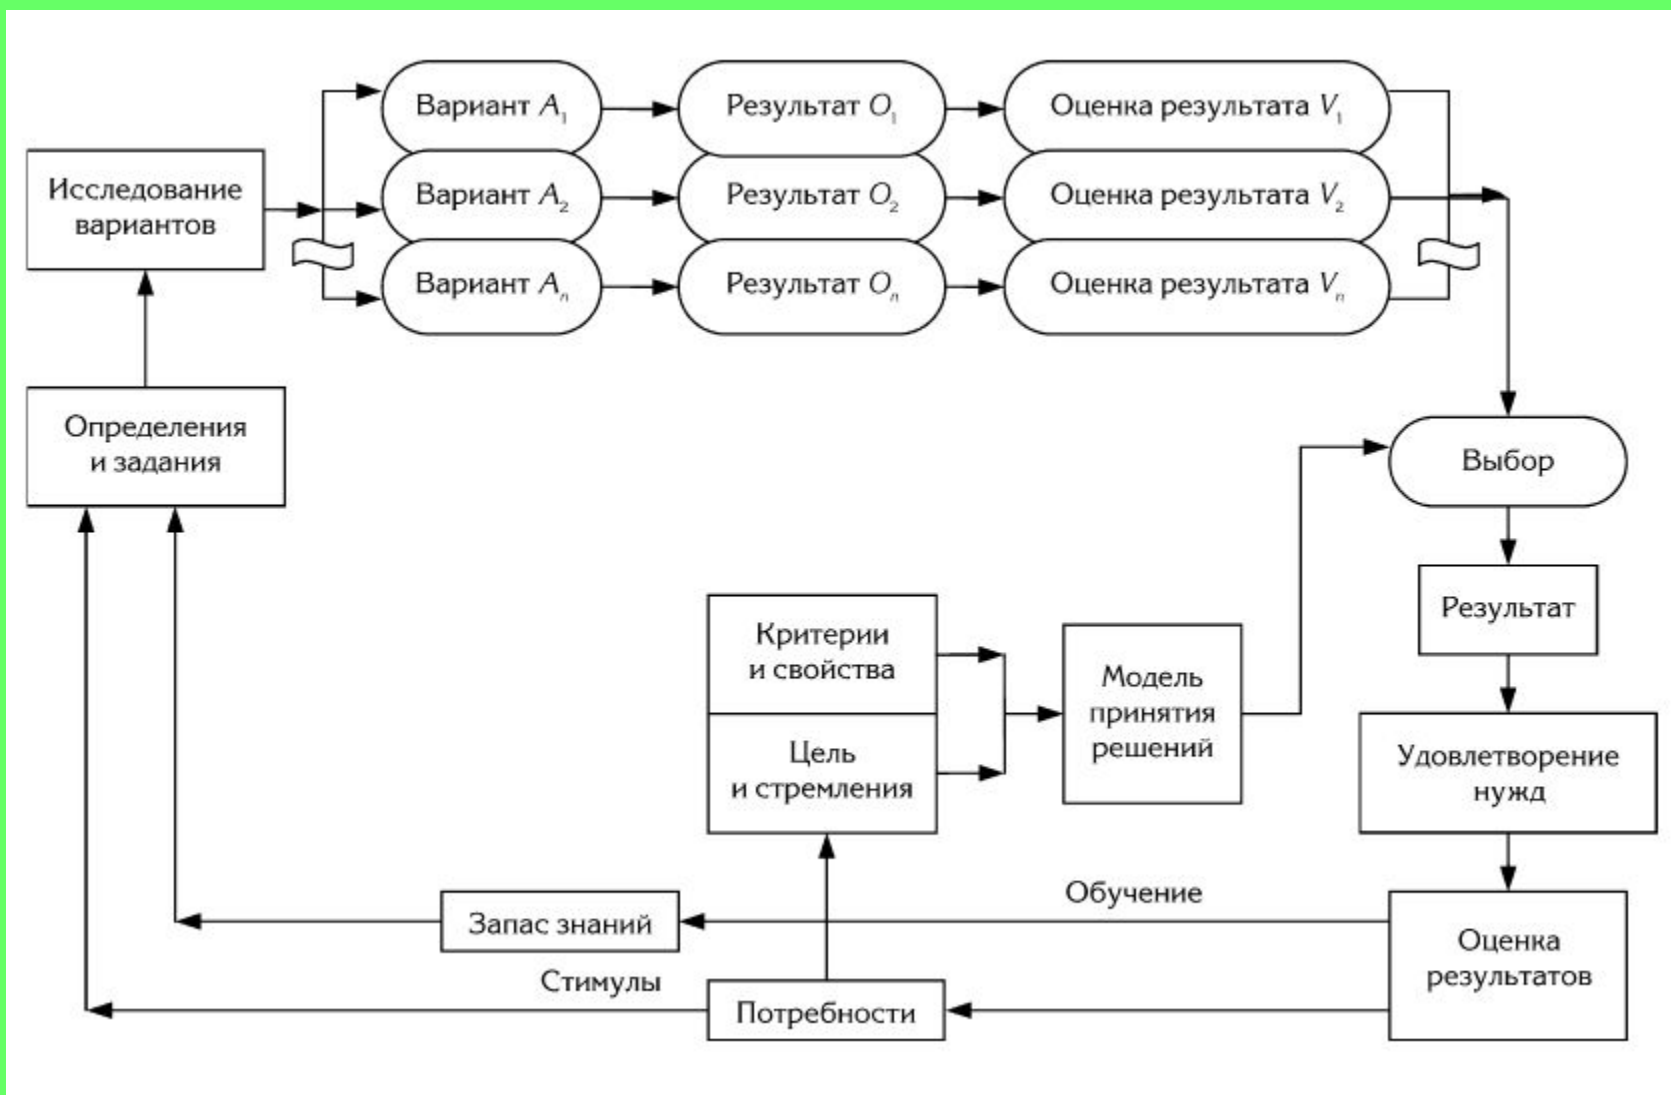 Вариант A₁
Результат O₁
Оценка результата V₁
Исследование
вариантов
Вариант A₂
Результат O₂
Оценка результата V₂
Вариант Aₙ
Результат Oₙ
Оценка результата Vₙ
Определения
и задания
Выбор
Результат
Критерии
и свойства
Модель
принятия
решений
Цель
и стремления
Удовлетворение
нужд
Обучение
Запас знаний
Оценка
результатов
Стимулы
Потребности